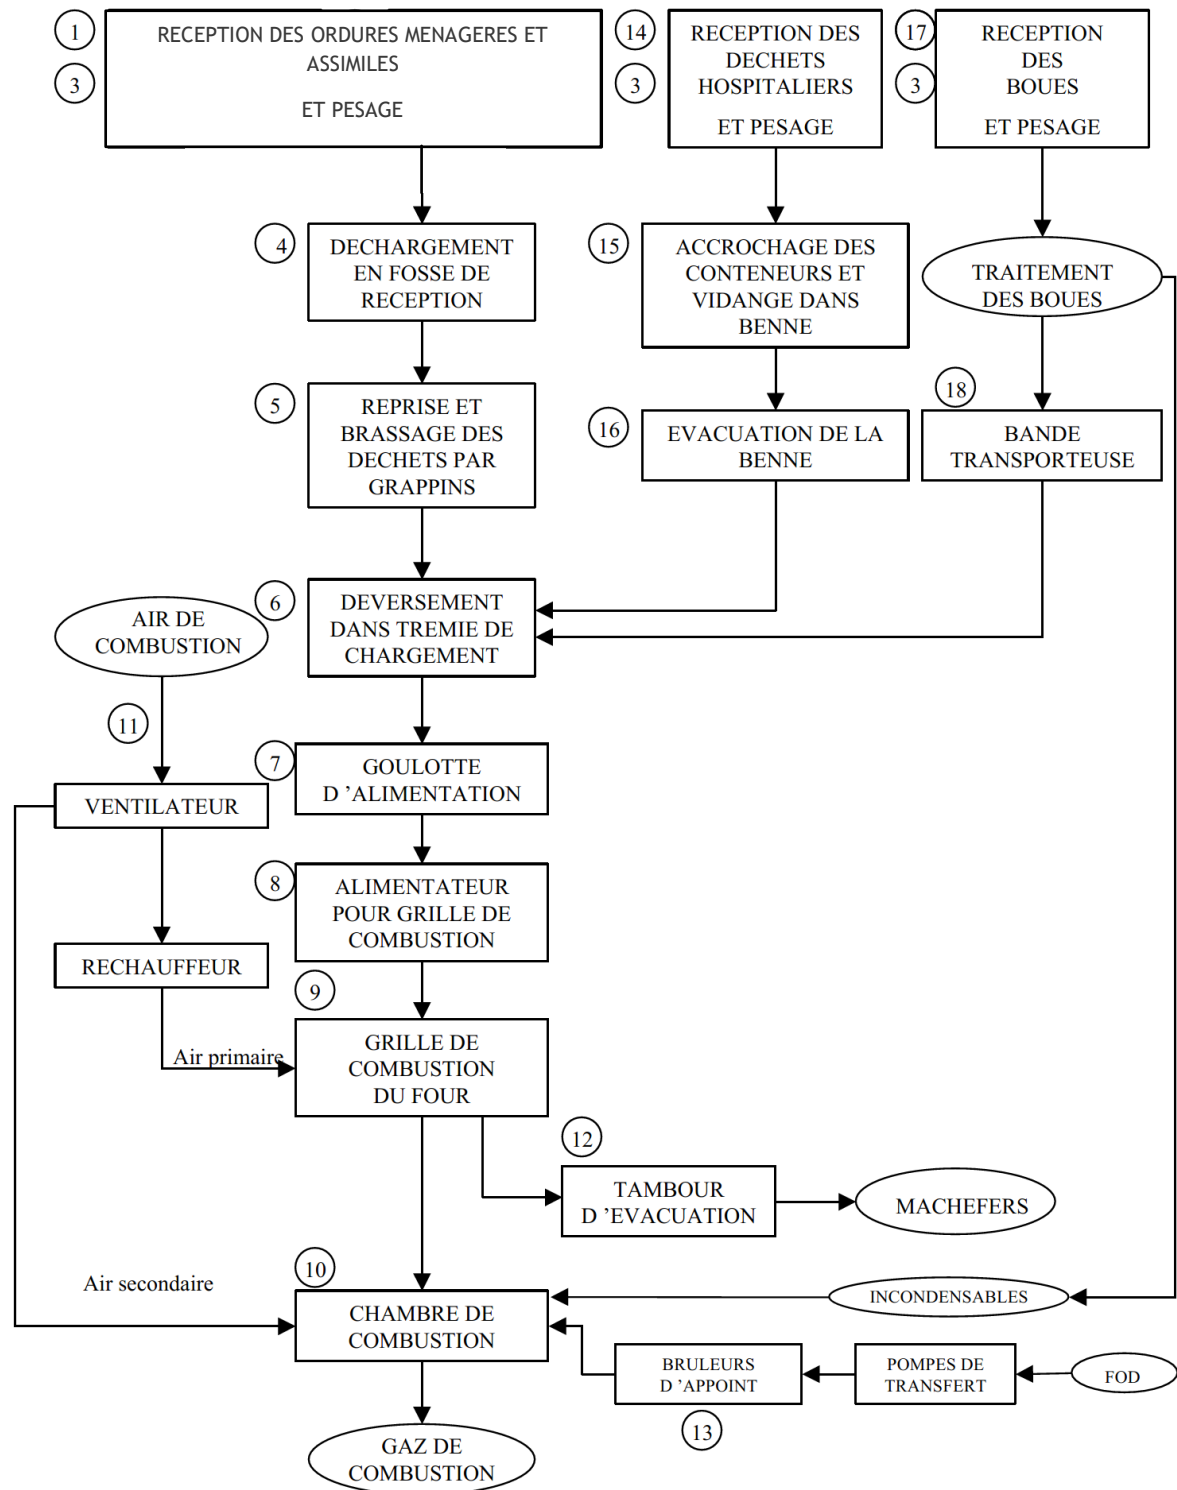 1
3
RECEPTION DES ORDURES MENAGERES ET
ASSIMILES
ET PESAGE
14
3
RECEPTION DES
DECHETS
HOSPITALIERS
ET PESAGE
17
3
RECEPTION
DES
BOUES
ET PESAGE
4
DECHARGEMENT
EN FOSSE DE
RECEPTION
15
ACCROCHAGE DES
CONTENEURS ET
VIDANGE DANS
BENNE
TRAITEMENT
DES BOUES
5
REPRISE ET
BRASSAGE DES
DECHETS PAR
GRAPPINS
16
EVACUATION DE LA
BENNE
18
BANDE
TRANSPORTEUSE
AIR DE
COMBUSTION
6
DEVERSEMENT
DANS TREMIE DE
CHARGEMENT
11
VENTILATEUR
7
GOULOTTE
D ’ALIMENTATION
8
ALIMENTATEUR
POUR GRILLE DE
COMBUSTION
RECHAUFFEUR
9
GRILLE DE
COMBUSTION
DU FOUR
Air primaire
12
TAMBOUR
D ’EVACUATION
MACHEFERS
Air secondaire
10
CHAMBRE DE
COMBUSTION
INCONDENSABLES
BRULEURS
D ’APPOINT
13
POMPES DE
TRANSFERT
FOD
GAZ DE
COMBUSTION